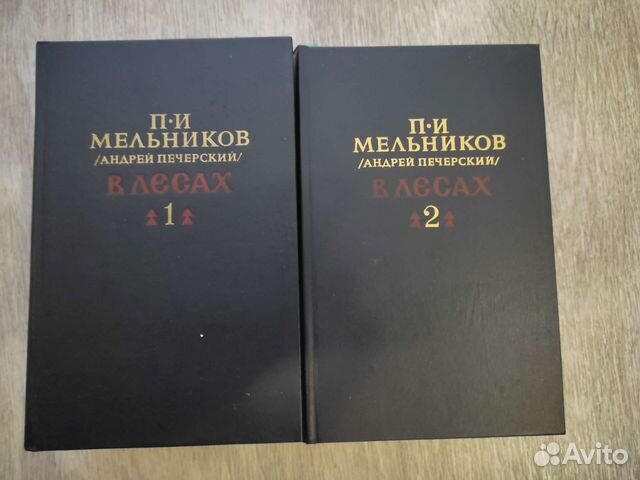 П·И
МЕЛЬНИКОВ
/АНДРЕЙ ПЕЧЕРСКИЙ/
В ЛЕСАХ
1
П·И
МЕЛЬНИКОВ
/АНДРЕЙ ПЕЧЕРСКИЙ/
В ЛЕСАХ
2
Avito